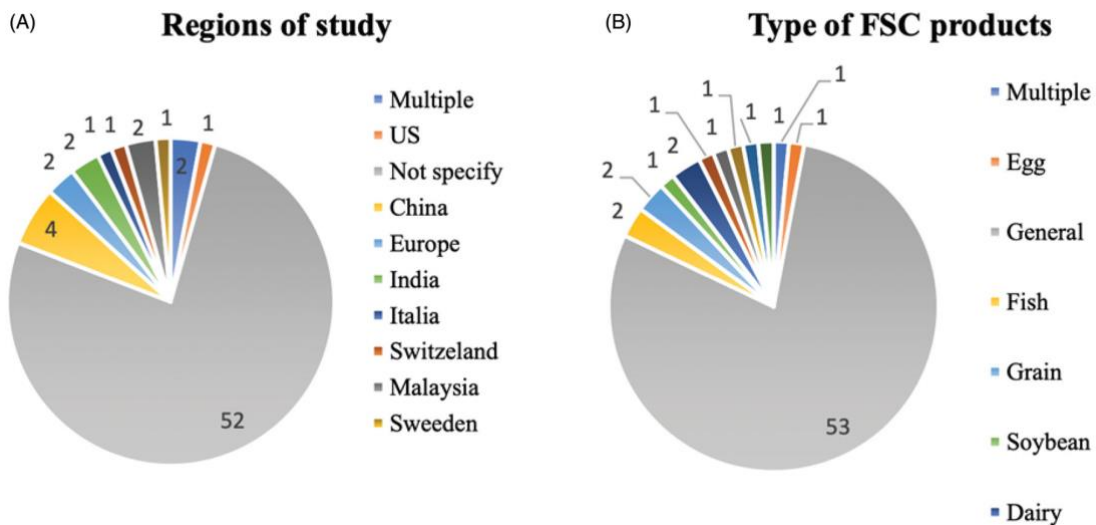 (A)
Regions of study
1
2
1
1
1
2
2
2
2
4
52
Multiple
US
Not specify
China
Europe
India
Italia
Switzeland
Malaysia
Sweeden
(B)
Type of FSC products
1
1
1
1
1
1
1
2
1
2
2
53
Multiple
Egg
General
Fish
Grain
Soybean
Dairy